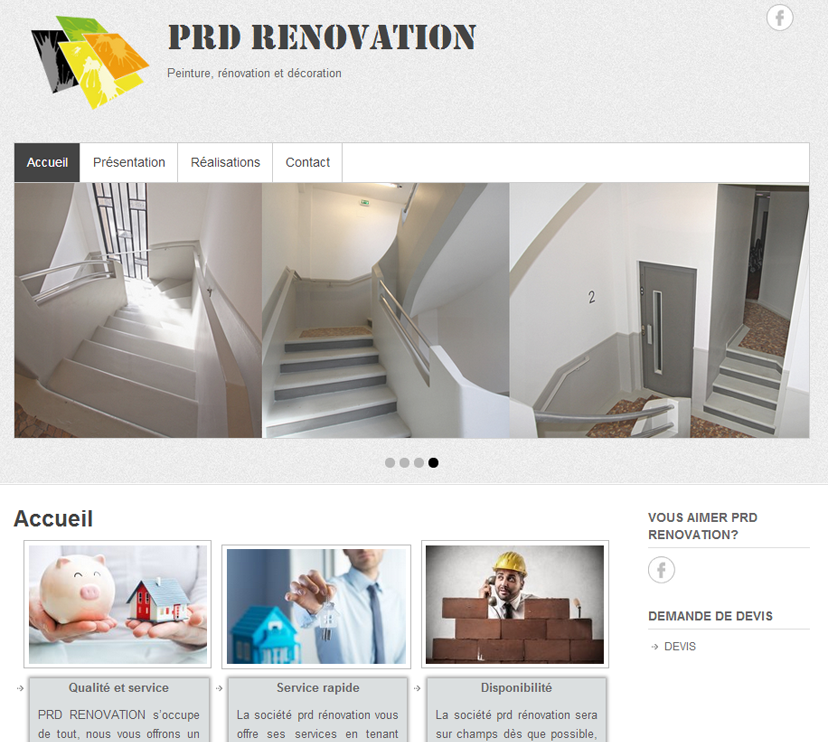 PRD RENOVATION
Peinture, rénovation et décoration
Accueil Présentation Réalisations Contact
2
Accueil
Qualité et service
PRD RENOVATION s'occupe
de tout, nous vous offrons un
Service rapide
La société prd rénovation vous
offre ses services en tenant
Disponibilité
La société prd rénovation sera
sur champs dès que possible,
VOUS AIMER PRD
RENOVATION?
DEMANDE DE DEVIS
DEVIS